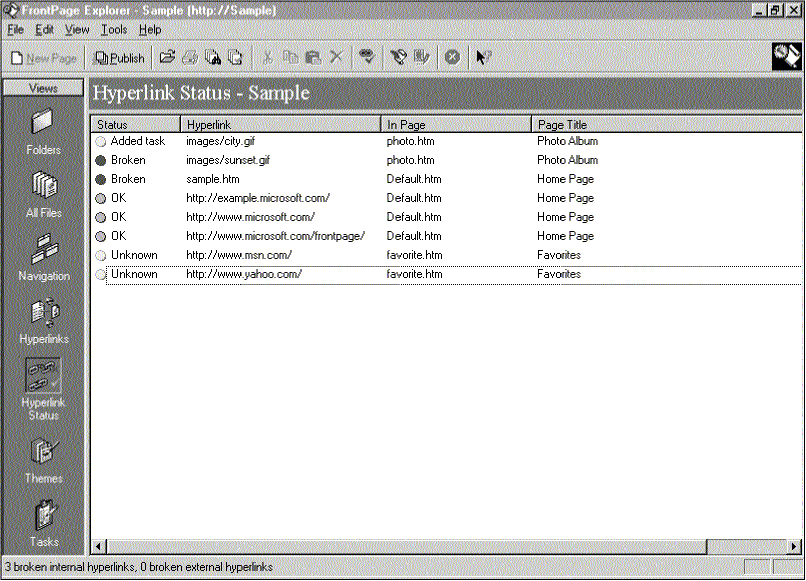 FrontPage Explorer - Sample (http://Sample)
File Edit View Tools Help
New Page Publish
Views
Hyperlink Status - Sample
Status Hyperlink In Page Page Title
Added task images/city.gif photo.htm Photo Album
Broken images/sunset.gif photo.htm Photo Album
Broken sample.htm Default.htm Home Page
OK http://example.microsoft.com/ Default.htm Home Page
OK http://www.microsoft.com/ Default.htm Home Page
OK http://www.microsoft.com/frontpage/ Default.htm Home Page
Unknown http://www.msn.com/ favorite.htm Favorites
Unknown http://www.yahoo.com/ favorite.htm Favorites
Folders
All Files
Navigation
Hyperlinks
Hyperlink
Status
Themes
Tasks
3 broken internal hyperlinks, 0 broken external hyperlinks